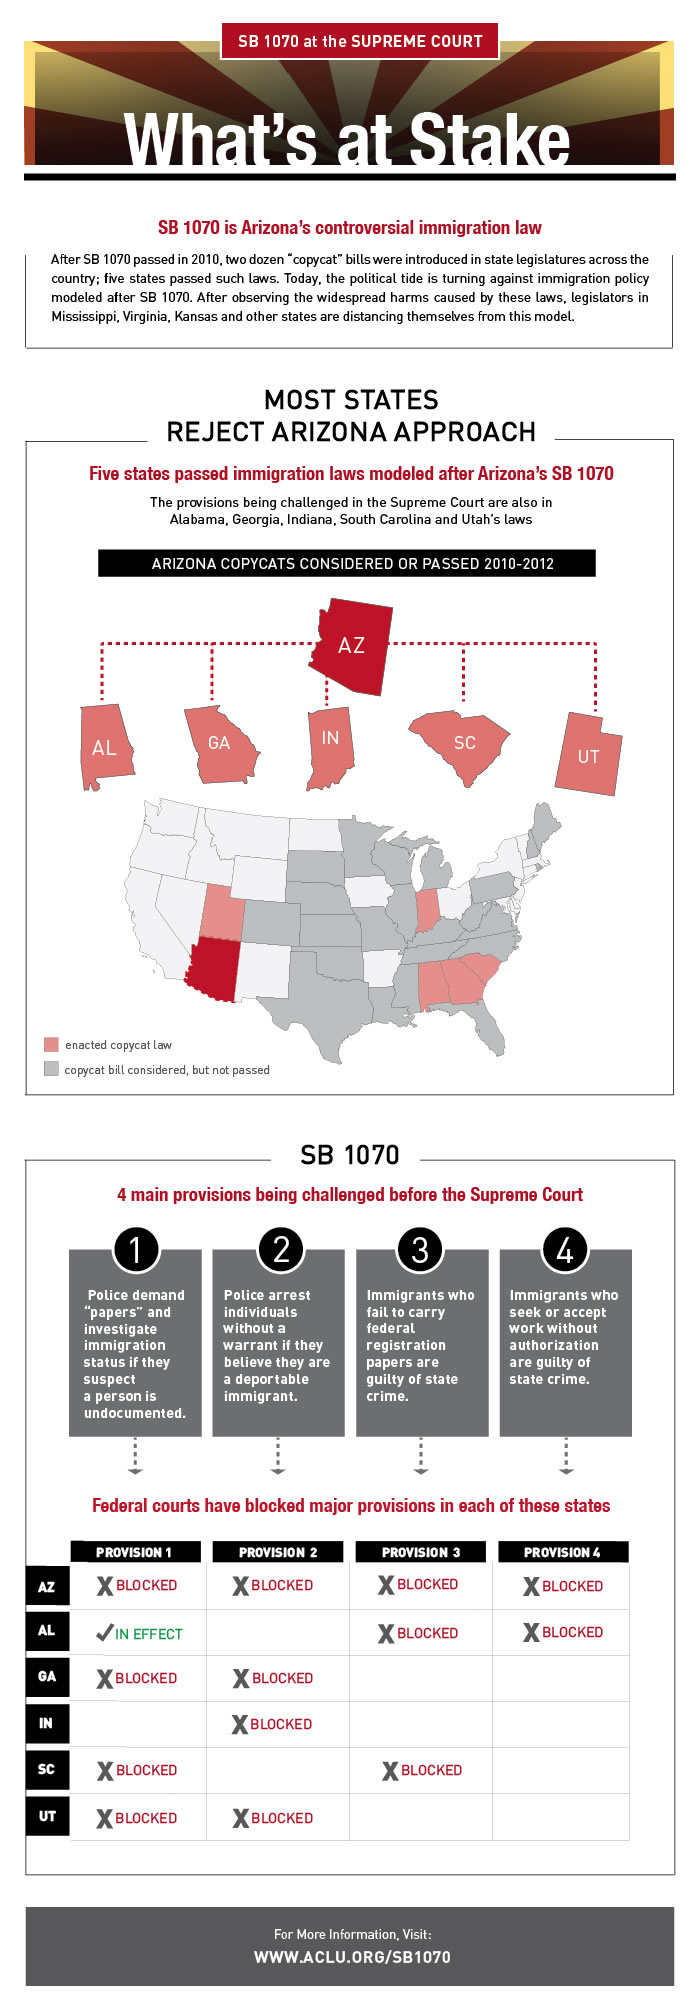 SB 1070 at the SUPREME COURT
What's at Stake
SB 1070 is Arizona's controversial immigration law
After SB 1070 passed in 2010, two dozen “copycat” bills were introduced in state legislatures across the
country; five states passed such laws. Today, the political tide is turning against immigration policy
modeled after SB 1070. After observing the widespread harms caused by these laws, legislators in
Mississippi, Virginia, Kansas and other states are distancing themselves from this model.
MOST STATES
REJECT ARIZONA APPROACH
Five states passed immigration laws modeled after Arizona's SB 1070
The provisions being challenged in the Supreme Court are also in
Alabama, Georgia, Indiana, South Carolina and Utah's laws
ARIZONA COPYCATS CONSIDERED OR PASSED 2010-2012
AZ
AL GA IN SC UT
enacted copycat law
copycat bill considered, but not passed
SB 1070
4 main provisions being challenged before the Supreme Court
1
Police demand
“papers” and
investigate
immigration
status if they
suspect
a person is
undocumented.
2
Police arrest
individuals
without a
warrant if they
believe they are
a deportable
immigrant.
3
Immigrants who
fail to carry
federal
registration
papers are
guilty of state
crime.
4
Immigrants who
seek or accept
work without
authorization
are guilty of
state crime.
Federal courts have blocked major provisions in each of these states
PROVISION 1 PROVISION 2 PROVISION 3 PROVISION 4
AZ X BLOCKED X BLOCKED X BLOCKED X BLOCKED
AL ✓ IN EFFECT X BLOCKED X BLOCKED
GA X BLOCKED X BLOCKED
IN X BLOCKED
SC X BLOCKED X BLOCKED
UT X BLOCKED X BLOCKED
For More Information, Visit:
WWW.ACLU.ORG/SB1070